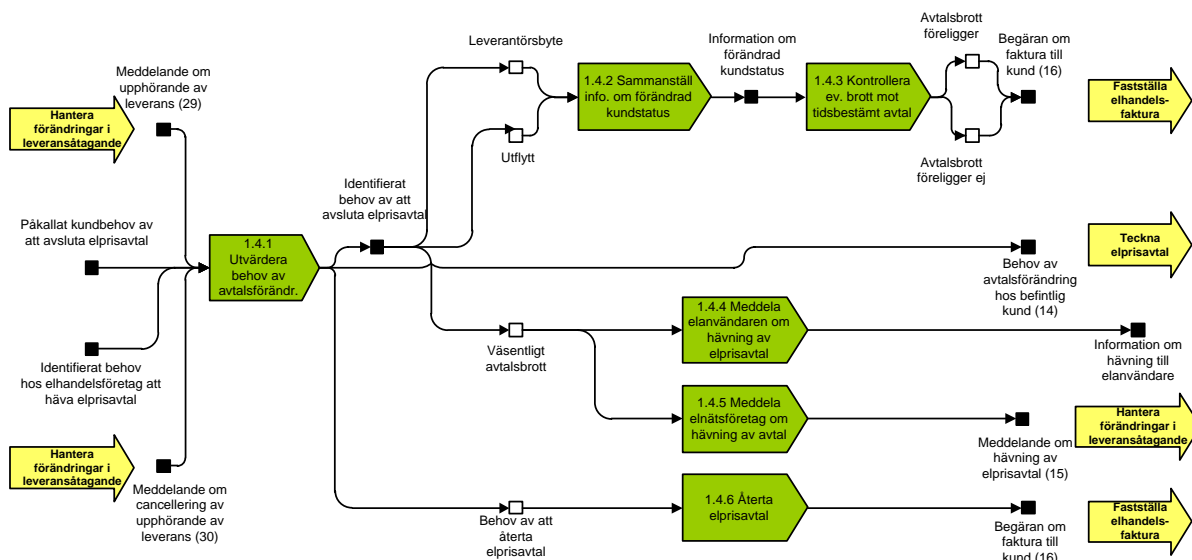 Leverantörsbyte
Information om
förändrad
kundstatus
Avtalsbrott
föreligger
Begäran om
faktura till
kund (16)
Meddelande om
upphörande av
leverans (29)
Hantera
förändringar i
leveransåtagande
1.4.2 Sammanställ
info. om förändrad
kundstatus
1.4.3 Kontrollera
ev. brott mot
tidsbestämt avtal
Fastställa
elhandels-
faktura
Utflytt
Avtalsbrott
föreligger ej
Identifierat
behov av att
avsluta elprisavtal
Påkallat kundbehov av
att avsluta elprisavtal
1.4.1
Utvärdera
behov av
avtalsförändr.
Teckna
elprisavtal
Behov av
avtalsförändring
hos befintlig
kund (14)
1.4.4 Meddela
elanvändaren om
hävning av
elprisavtal
Väsentligt
avtalsbrott
Information om
hävning till
elanvändare
Identifierat behov
hos elhandelsföretag att
häva elprisavtal
1.4.5 Meddela
elnätsföretag om
hävning av avtal
Hantera
förändringar i
leveransåtagande
Meddelande om
hävning av
elprisavtal (15)
Hantera
förändringar i
leveransåtagande
Meddelande om
cancellering av
upphörande av
leverans (30)
1.4.6 Återta
elprisavtal
Behov av att
återta
elprisavtal
Begäran om
faktura till
kund (16)
Fastställa
elhandels-
faktura